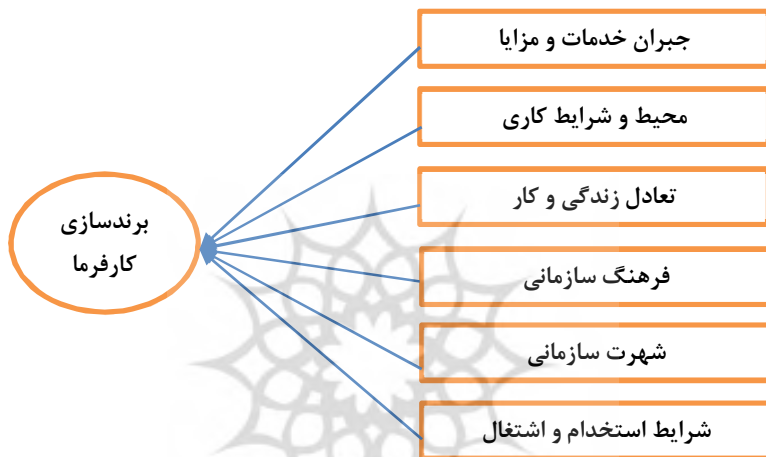 جبران خدمات و مزایا
محیط و شرایط کاری
تعادل زندگی و کار
فرهنگ سازمانی
شهرت سازمانی
شرایط استخدام و اشتغال
برندسازی
کارفرما